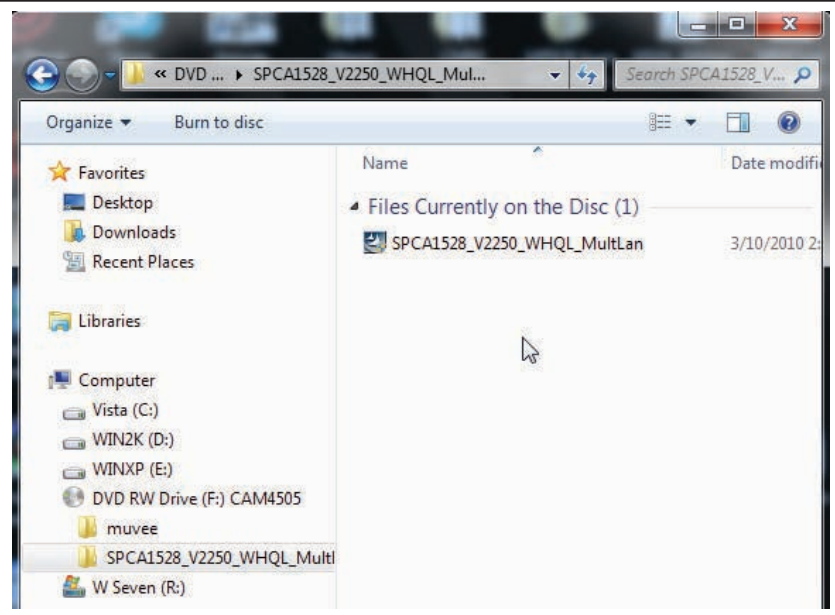 « DVD ... ▸ SPCA1528_V2250_WHQL_Mul...
Search SPCA1528_V...
Organize Burn to disc
Favorites
Desktop
Downloads
Recent Places
Libraries
Computer
Vista (C:)
WIN2K (D:)
WINXP (E:)
DVD RW Drive (F:) CAM4505
muvee
SPCA1528_V2250_WHQL_Multl
W Seven (R:)
Name Date modifi
Files Currently on the Disc (1)
SPCA1528_V2250_WHQL_MultLan 3/10/2010 2: